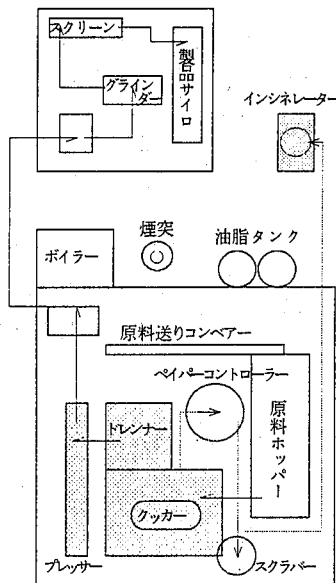 スクリーン
グラインダー
製品サイロ
インシネレーター
ボイラー
煙突
油脂タンク
原料送りコンベアー
ペイパーコントローラー
原料ホッパー
ドレンナー
クッカー
プレッサー
スクラバー